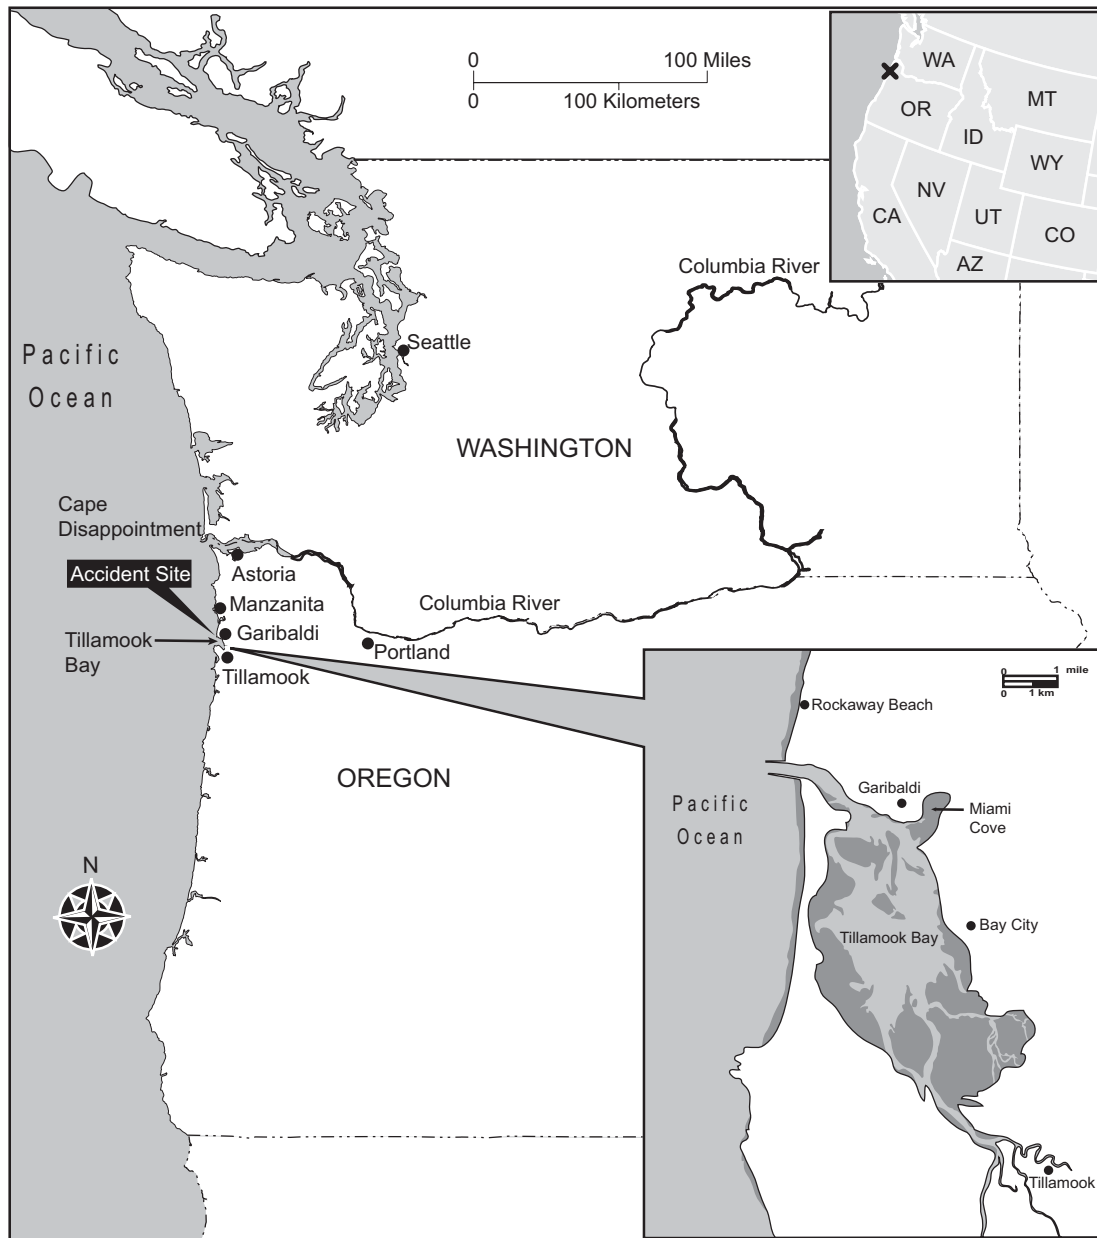 0 100 Miles
0 100 Kilometers
WA
OR
MT
ID
WY
NV
CA
UT
CO
AZ
Columbia River
Seattle
Pacific
Ocean
WASHINGTON
Cape
Disappointment
Accident Site
Astoria
Manzanita
Columbia River
Garibaldi
Tillamook
Bay
Portland
Tillamook
OREGON
N
0 1 mile
0 1 km
Rockaway Beach
Pacific
Ocean
Garibaldi
Miami
Cove
Bay City
Tillamook Bay
Tillamook